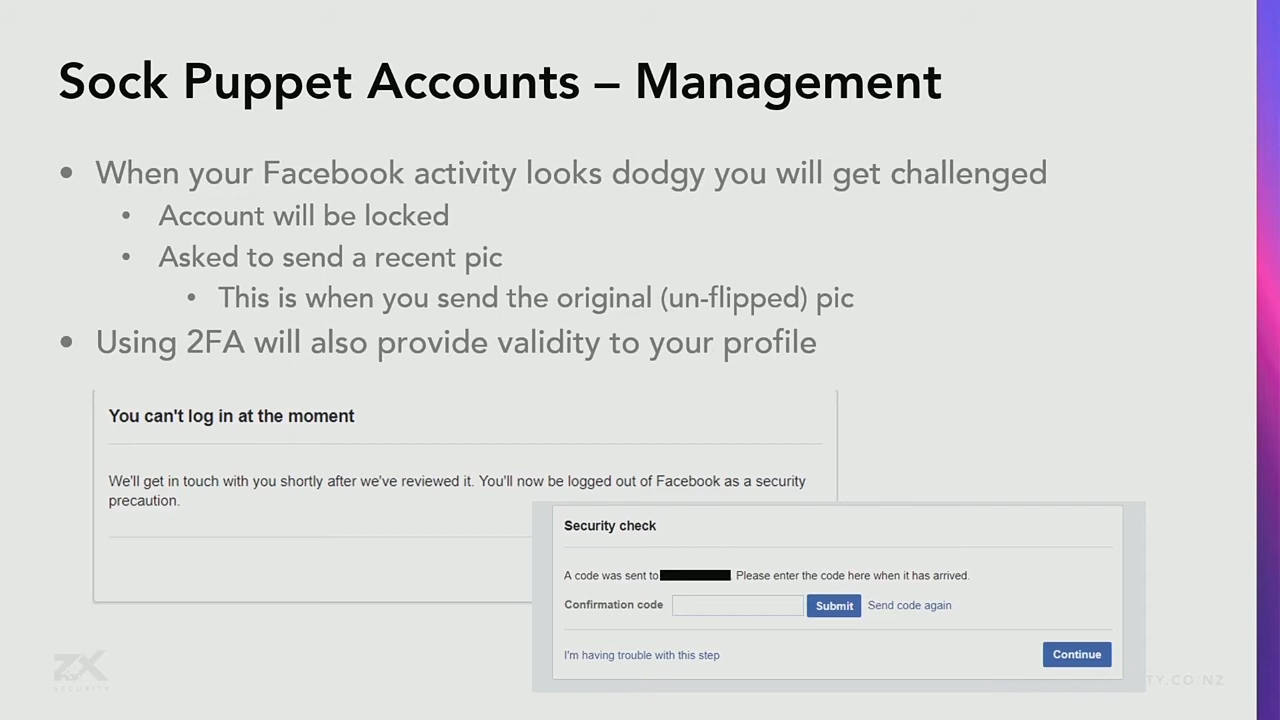 Sock Puppet Accounts – Management
• When your Facebook activity looks dodgy you will get challenged
• Account will be locked
• Asked to send a recent pic
• This is when you send the original (un-flipped) pic
• Using 2FA will also provide validity to your profile
You can't log in at the moment
We'll get in touch with you shortly after we've reviewed it. You'll now be logged out of Facebook as a security
precaution.
Security check
A code was sent to Please enter the code here when it has arrived.
Confirmation code Submit Send code again
I'm having trouble with this step Continue
ZX
SECURITY
TY.CO.NZ